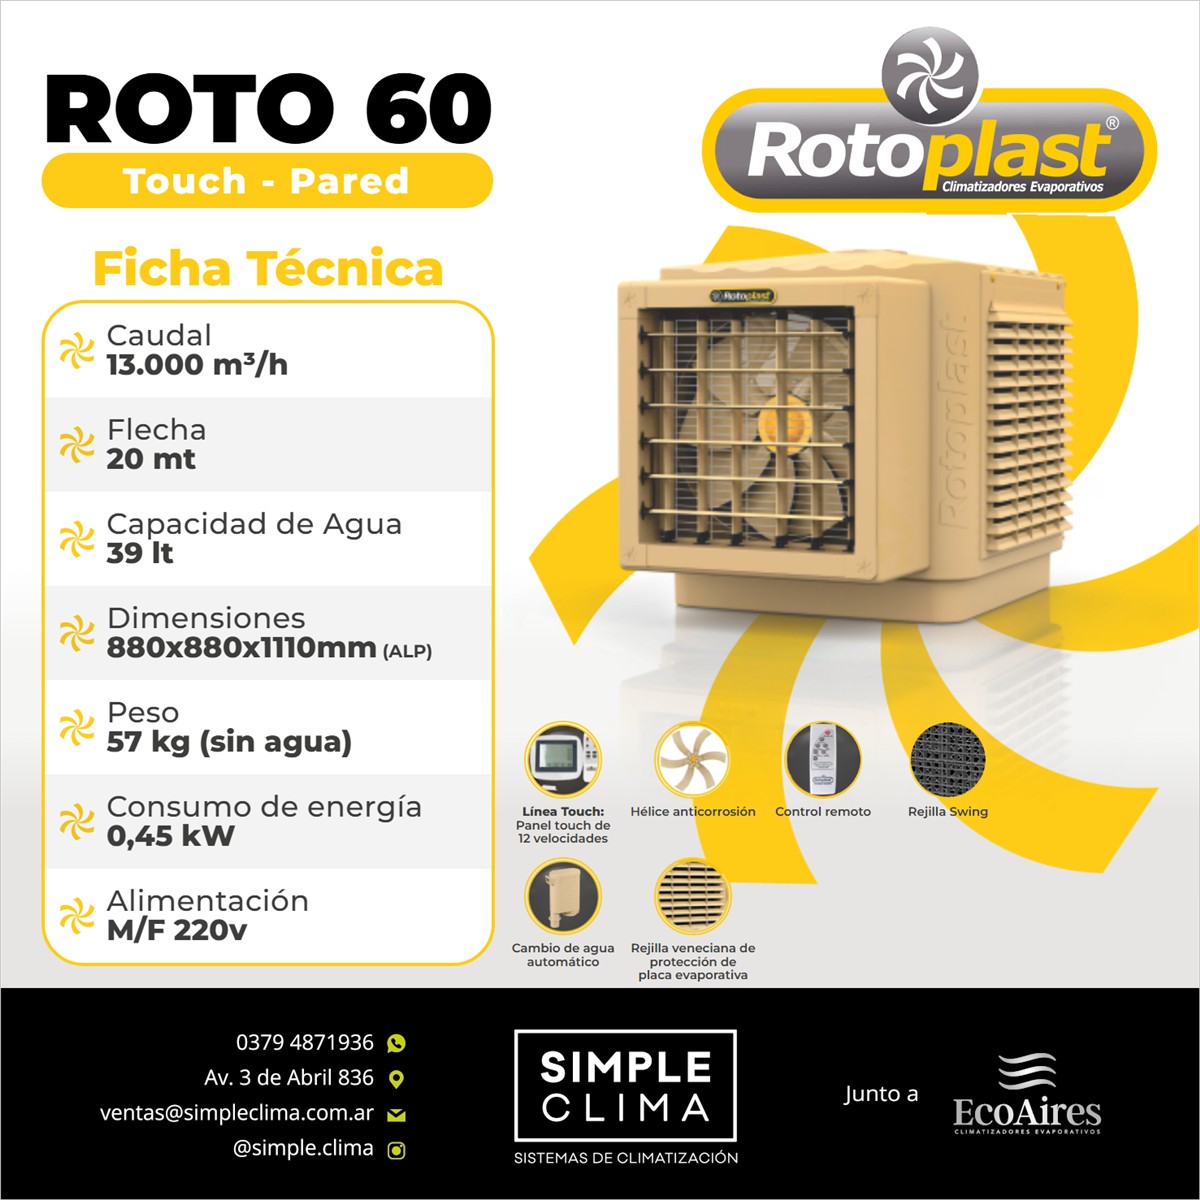 ROTO 60
Touch - Pared
Rotoplast®
Climatizadores Evaporativos
Ficha Técnica
Caudal
13.000 m³/h
Flecha
20 mt
Capacidad de Agua
39 lt
Dimensiones
880x880x1110mm (ALP)
Peso
57 kg (sin agua)
Consumo de energía
0,45 kW
Alimentación
M/F 220v
Rotoplast
Rotoplast
Línea Touch:
Panel touch de
12 velocidades
Hélice anticorrosión
Control remoto
Rejilla Swing
Cambio de agua
automático
Rejilla veneciana de
protección de
placa evaporativa
0379 4871936
Av. 3 de Abril 836
ventas@simpleclima.com.ar
@simple.clima
SIMPLE
CLIMA
SISTEMAS DE CLIMATIZACIÓN
Junto a
EcoAires
CLIMATIZADORES EVAPORATIVOS